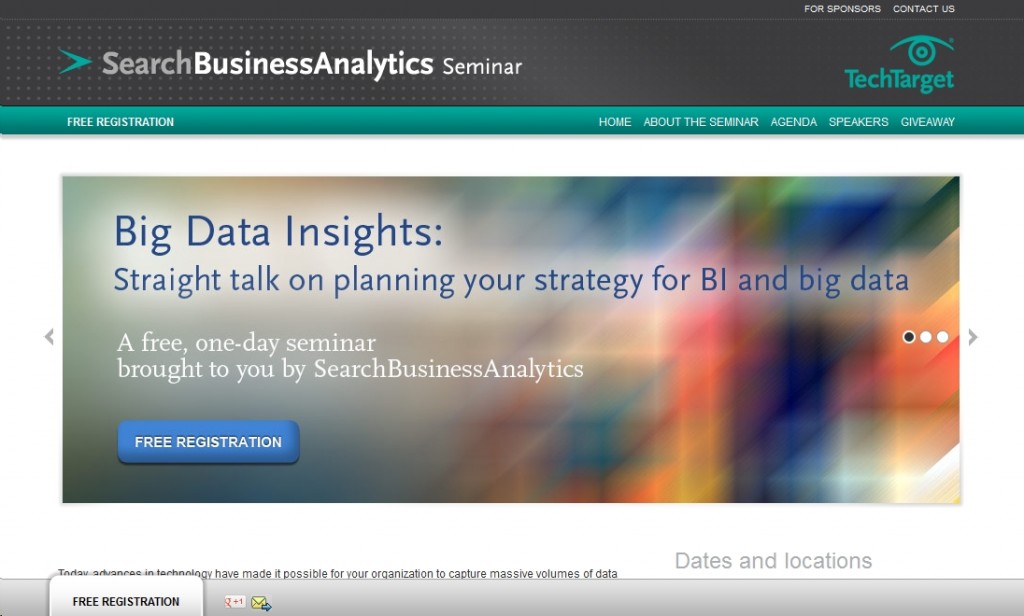 FOR SPONSORS CONTACT US
SearchBusinessAnalytics Seminar
TechTarget
FREE REGISTRATION HOME ABOUT THE SEMINAR AGENDA SPEAKERS GIVEAWAY
Big Data Insights:
Straight talk on planning your strategy for BI and big data
A free, one-day seminar
brought to you by SearchBusinessAnalytics
FREE REGISTRATION
Dates and locations
Today, advances in technology have made it possible for your organization to capture massive volumes of data
FREE REGISTRATION
g +1